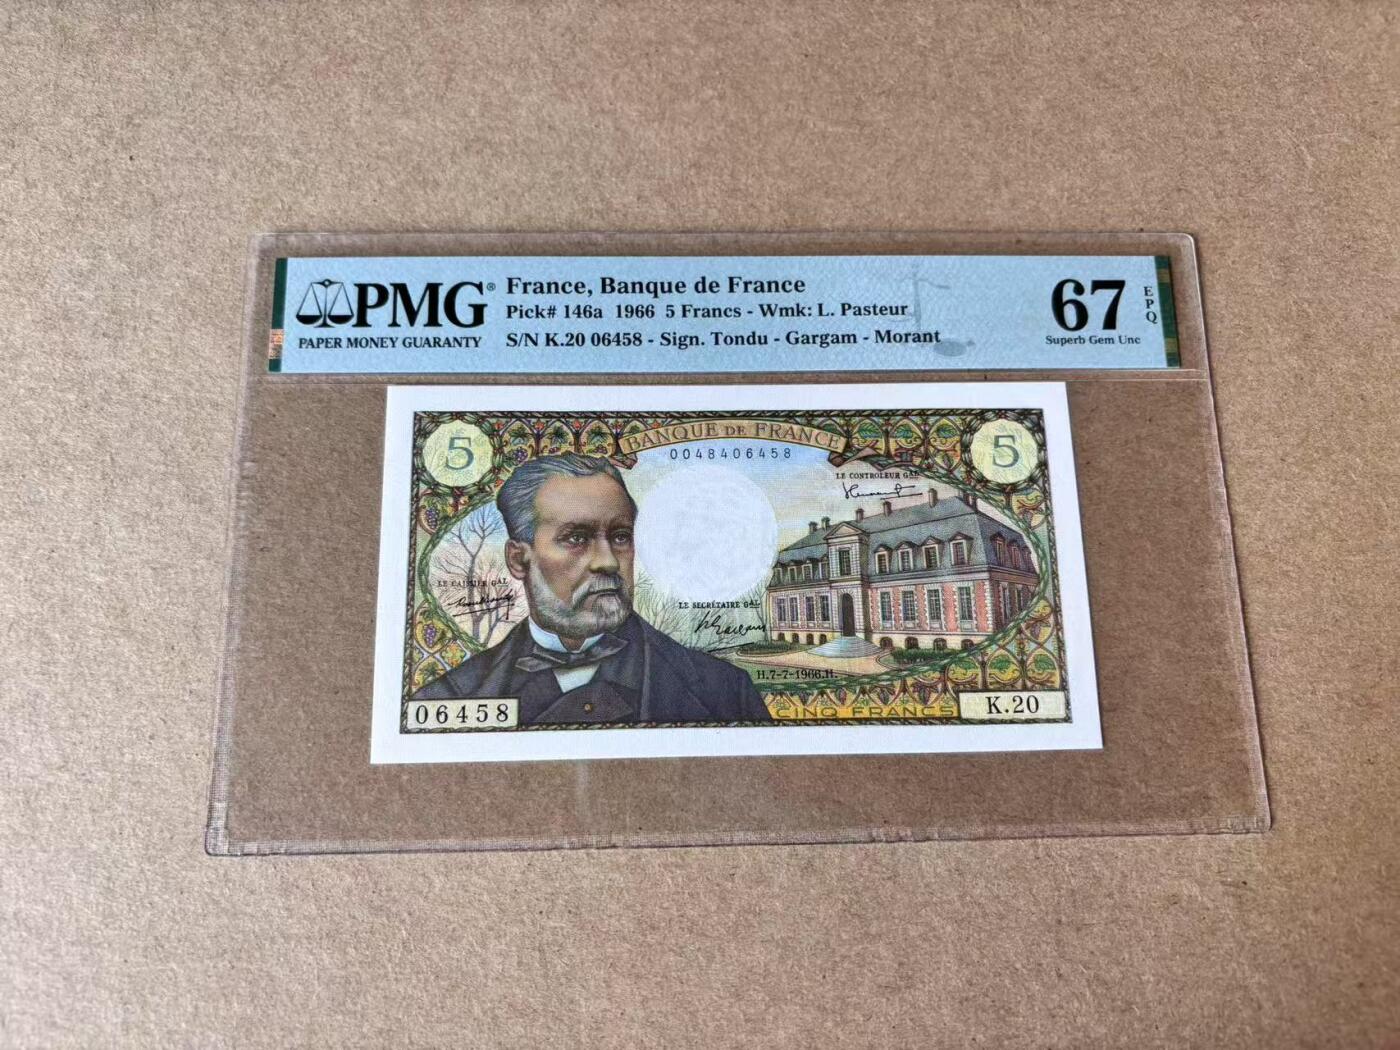 PMG®
PAPER MONEY GUARANTY
France, Banque de France
Pick# 146a 1966 5 Francs - Wmk: L. Pasteur
S/N K.20 06458 - Sign. Tondu - Gargam - Morant
67
EPQ
Superb Gem Unc
5
BANQUE DE FRANCE
5
0048406458
LE CONTROLEUR GAL
LE CAISSIER GAL
LE SECRÉTAIRE GAL
H.7-7-1966.H.
06458
CINQ FRANCS
K.20